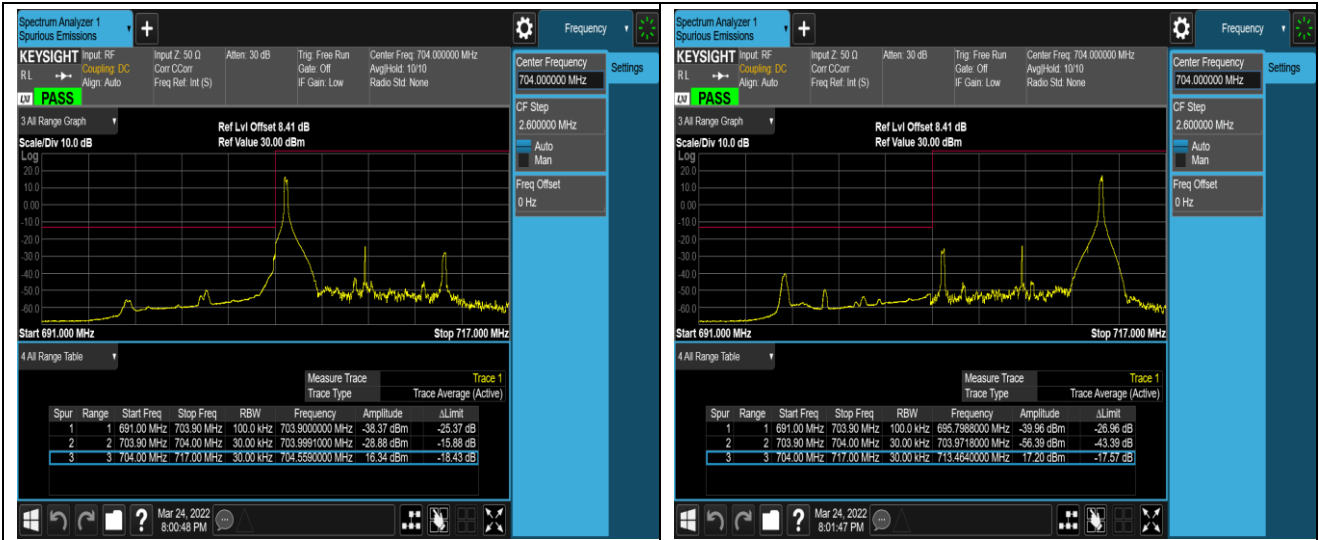 Spectrum Analyzer 1
Spurious Emissions
Frequency
KEYSIGHT Input: RF Input Z: 50 Ω Atten: 30 dB Trig: Free Run Center Freq: 704.000000 MHz
R L Coupling: DC Corr CCorr Gate: Off Avg|Hold: 10/10
Align: Auto Freq Ref: Int (S) IF Gain: Low Radio Std: None
LXI PASS
Center Frequency
704.000000 MHz
Settings
CF Step
2.600000 MHz
Auto
Man
Freq Offset
0 Hz
3 All Range Graph
Ref Lvl Offset 8.41 dB
Scale/Div 10.0 dB Ref Value 30.00 dBm
Log
20.0
10.0
0.00
-10.0
-20.0
-30.0
-40.0
-50.0
-60.0
Start 691.000 MHz Stop 717.000 MHz
4 All Range Table
Measure Trace Trace 1
Trace Type Trace Average (Active)
Spur Range Start Freq Stop Freq RBW Frequency Amplitude ΔLimit
1 1 691.00 MHz 703.90 MHz 100.0 kHz 703.9000000 MHz -38.37 dBm -25.37 dB
2 2 703.90 MHz 704.00 MHz 30.00 kHz 703.9991000 MHz -28.88 dBm -15.88 dB
3 3 704.00 MHz 717.00 MHz 30.00 kHz 704.5590000 MHz 16.34 dBm -18.43 dB
?
Mar 24, 2022
8:00:48 PM
Spectrum Analyzer 1
Spurious Emissions
Frequency
KEYSIGHT Input: RF Input Z: 50 Ω Atten: 30 dB Trig: Free Run Center Freq: 704.000000 MHz
R L Coupling: DC Corr CCorr Gate: Off Avg|Hold: 10/10
Align: Auto Freq Ref: Int (S) IF Gain: Low Radio Std: None
LXI PASS
Center Frequency
704.000000 MHz
Settings
CF Step
2.600000 MHz
Auto
Man
Freq Offset
0 Hz
3 All Range Graph
Ref Lvl Offset 8.41 dB
Scale/Div 10.0 dB Ref Value 30.00 dBm
Log
20.0
10.0
0.00
-10.0
-20.0
-30.0
-40.0
-50.0
-60.0
Start 691.000 MHz Stop 717.000 MHz
4 All Range Table
Measure Trace Trace 1
Trace Type Trace Average (Active)
Spur Range Start Freq Stop Freq RBW Frequency Amplitude ΔLimit
1 1 691.00 MHz 703.90 MHz 100.0 kHz 695.7988000 MHz -39.96 dBm -26.96 dB
2 2 703.90 MHz 704.00 MHz 30.00 kHz 703.9718000 MHz -56.39 dBm -43.39 dB
3 3 704.00 MHz 717.00 MHz 30.00 kHz 713.4640000 MHz 17.20 dBm -17.57 dB
?
Mar 24, 2022
8:01:47 PM